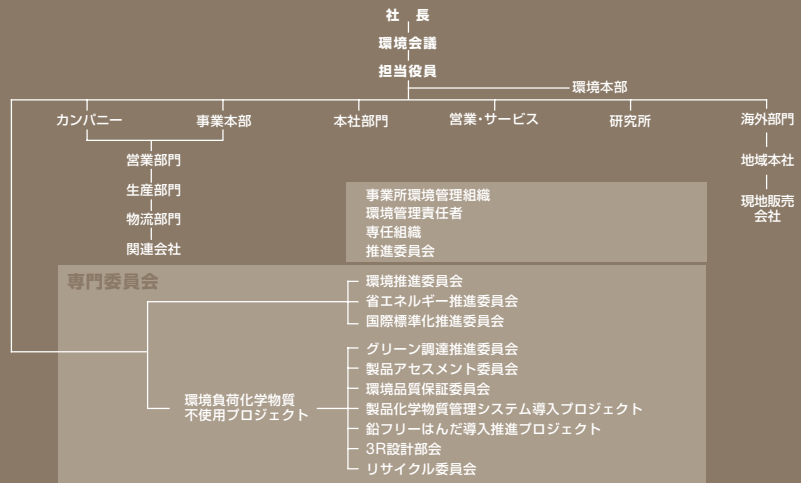 社　長
環境会議
担当役員
環境本部
カンパニー
事業本部
本社部門
営業・サービス
研究所
海外部門
営業部門
生産部門
物流部門
関連会社
地域本社
現地販売
会社
事業所環境管理組織
環境管理責任者
専任組織
推進委員会
専門委員会
環境推進委員会
省エネルギー推進委員会
国際標準化推進委員会
環境負荷化学物質
不使用プロジェクト
グリーン調達推進委員会
製品アセスメント委員会
環境品質保証委員会
製品化学物質管理システム導入プロジェクト
鉛フリーはんだ導入推進プロジェクト
3R設計部会
リサイクル委員会